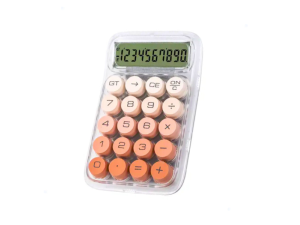 1234567890
GT → CE ON/C
7 8 9 ÷
4 5 6 ×
1 2 3 -
0 · = +